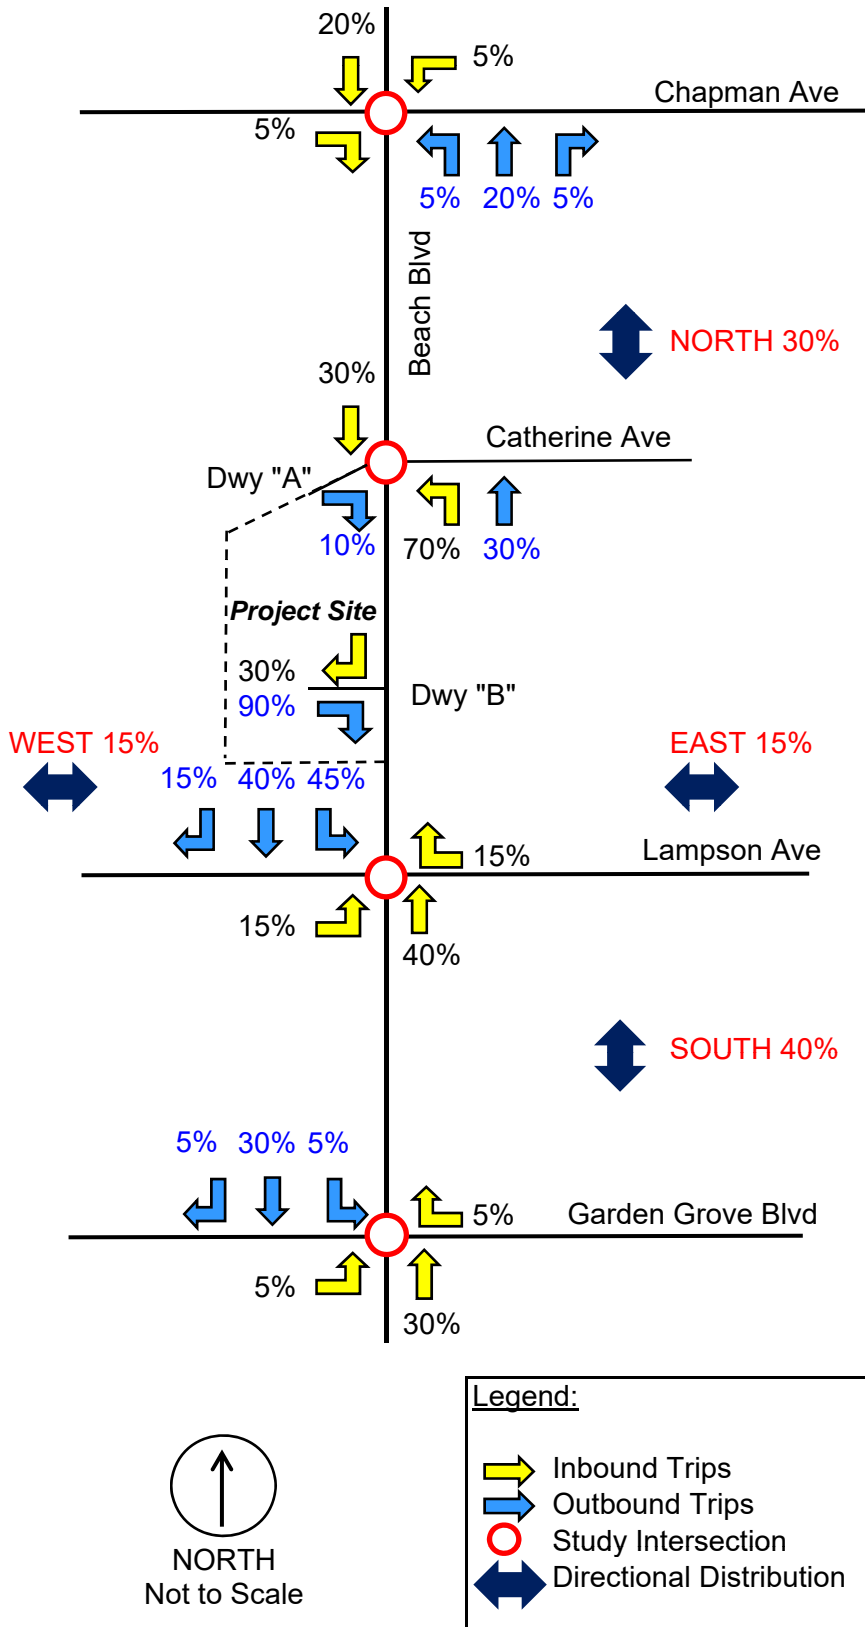 20%
5%
Chapman Ave
5%
5% 20% 5%
Beach Blvd
NORTH 30%
30%
Catherine Ave
Dwy "A"
10%
70%
30%
Project Site
30%
90%
Dwy "B"
WEST 15%
EAST 15%
15% 40% 45%
15%
Lampson Ave
15%
40%
SOUTH 40%
5% 30% 5%
5%
Garden Grove Blvd
5%
30%
Legend:
Inbound Trips
Outbound Trips
Study Intersection
Directional Distribution
NORTH
Not to Scale